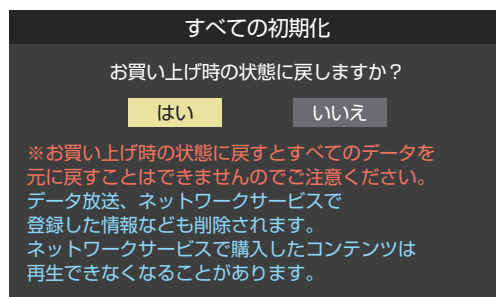 すべての初期化
お買い上げ時の状態に戻しますか？
はい いいえ
※お買い上げ時の状態に戻すとすべてのデータを
元に戻すことはできませんのでご注意ください。
データ放送、ネットワークサービスで
登録した情報なども削除されます。
ネットワークサービスで購入したコンテンツは
再生できなくなることがあります。